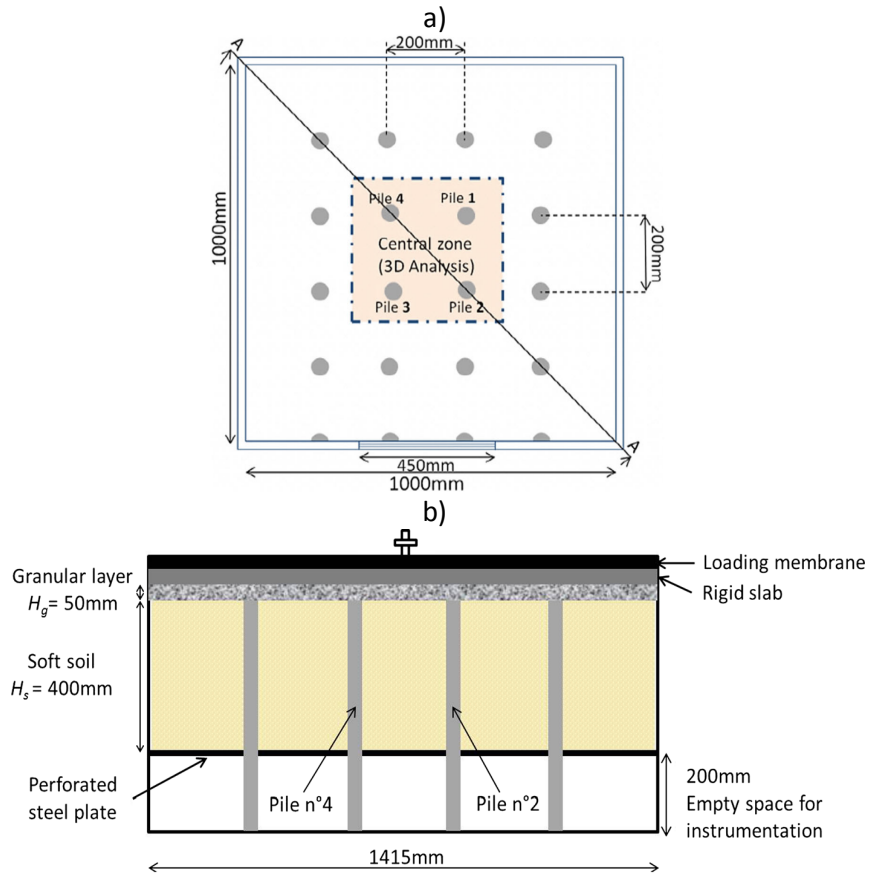 a)
A
200mm
Pile 4 Pile 1
1000mm
Central zone
(3D Analysis)
200mm
Pile 3 Pile 2
A
450mm
1000mm
b)
Loading membrane
Granular layer
Rigid slab
Hg= 50mm
Soft soil
Hs = 400mm
Perforated
steel plate
Pile n°4 Pile n°2
200mm
Empty space for
instrumentation
1415mm